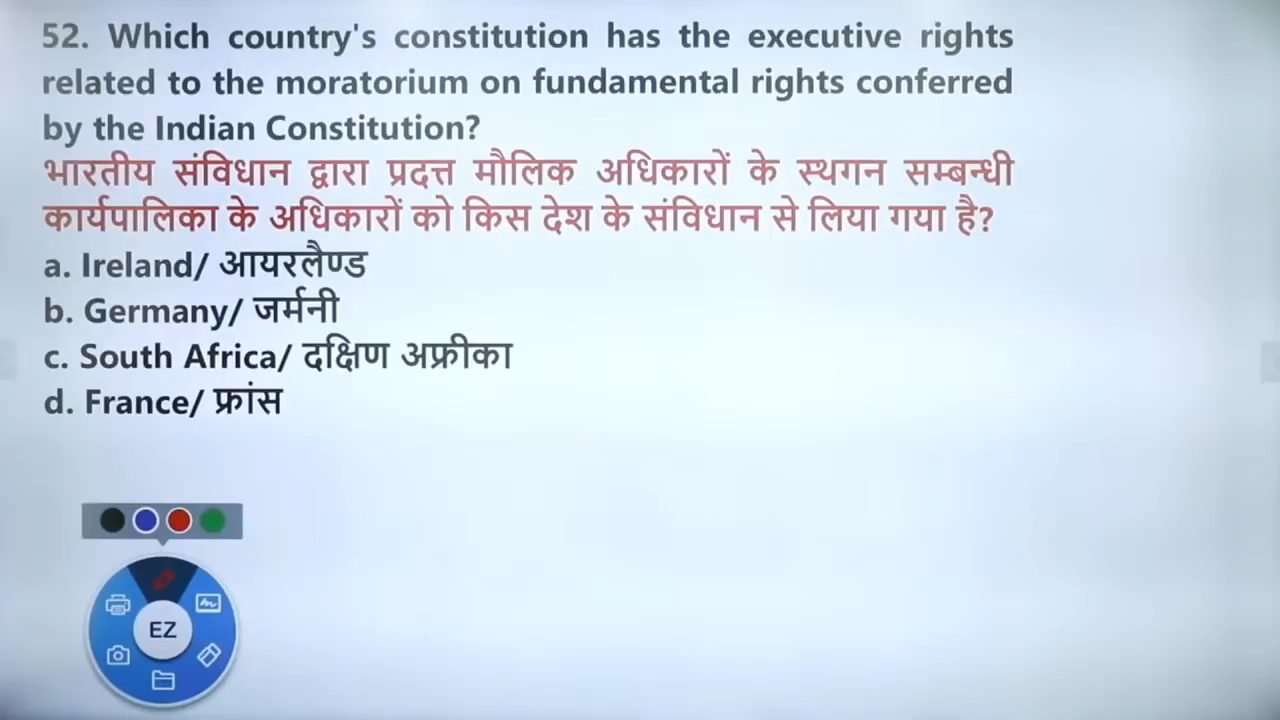 52. Which country's constitution has the executive rights
related to the moratorium on fundamental rights conferred
by the Indian Constitution?
भारतीय संविधान द्वारा प्रदत्त मौलिक अधिकारों के स्थगन सम्बन्धी
कार्यपालिका के अधिकारों को किस देश के संविधान से लिया गया है?
a. Ireland/ आयरलैण्ड
b. Germany/ जर्मनी
c. South Africa/ दक्षिण अफ्रीका
d. France/ फ्रांस
EZ